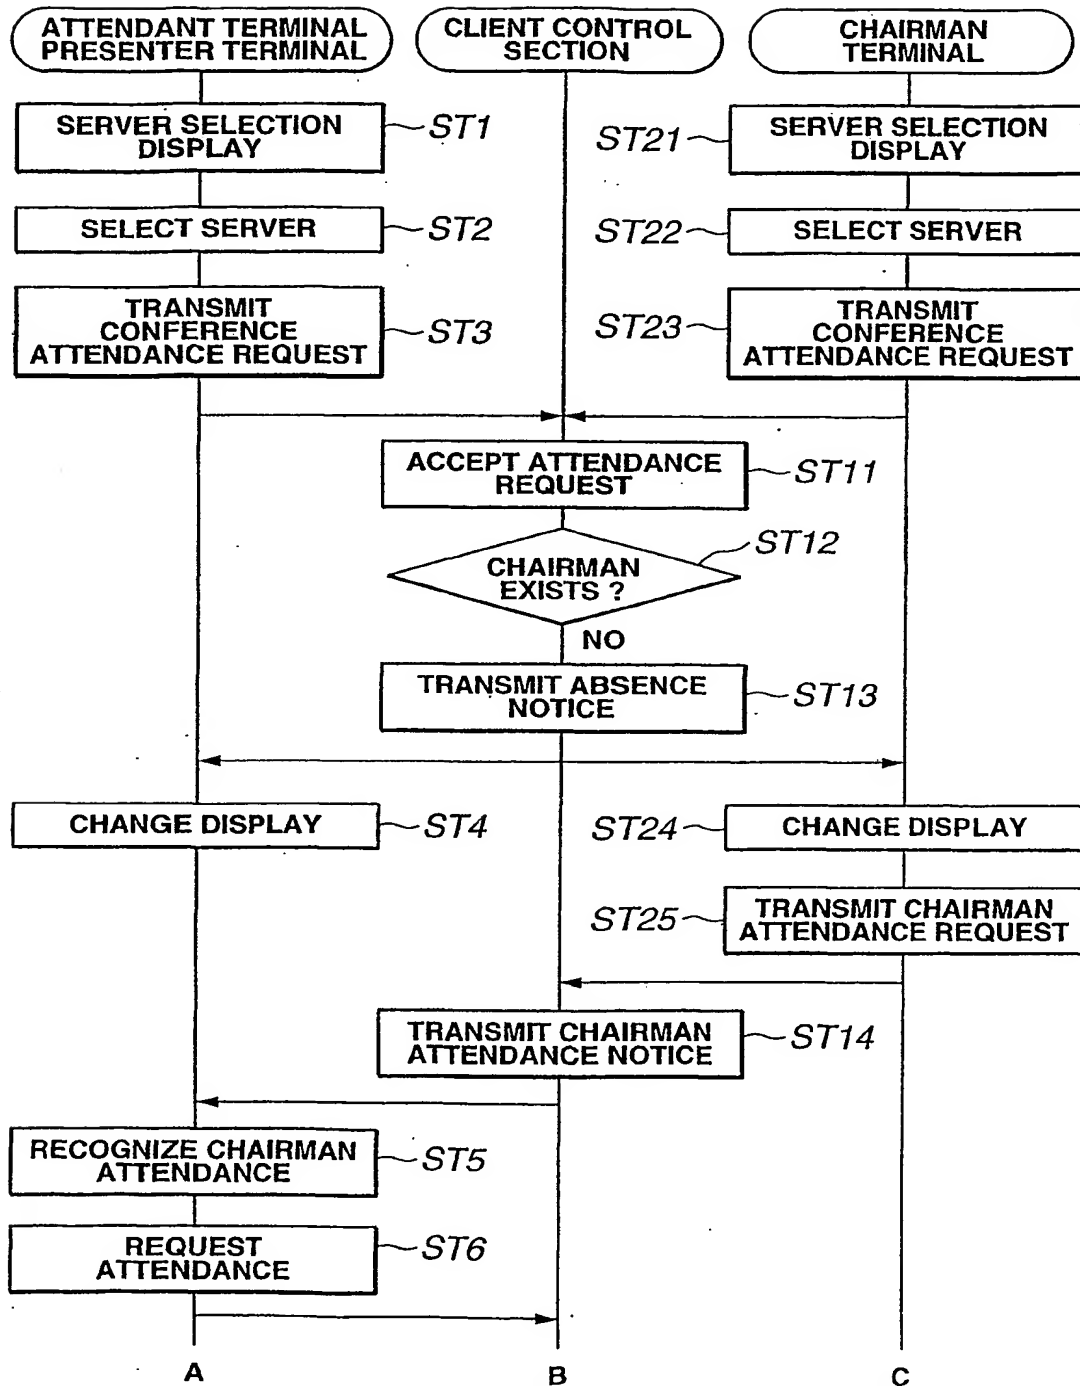 ATTENDANT TERMINAL
PRESENTER TERMINAL
CLIENT CONTROL
SECTION
CHAIRMAN
TERMINAL
SERVER SELECTION
DISPLAY
ST1
ST21
SERVER SELECTION
DISPLAY
SELECT SERVER
ST2
ST22
SELECT SERVER
TRANSMIT
CONFERENCE
ATTENDANCE REQUEST
ST3
ST23
TRANSMIT
CONFERENCE
ATTENDANCE REQUEST
ACCEPT ATTENDANCE
REQUEST
ST11
CHAIRMAN
EXISTS ?
ST12
NO
TRANSMIT ABSENCE
NOTICE
ST13
CHANGE DISPLAY
ST4
ST24
CHANGE DISPLAY
ST25
TRANSMIT CHAIRMAN
ATTENDANCE REQUEST
TRANSMIT CHAIRMAN
ATTENDANCE NOTICE
ST14
RECOGNIZE CHAIRMAN
ATTENDANCE
ST5
REQUEST
ATTENDANCE
ST6
A
B
C